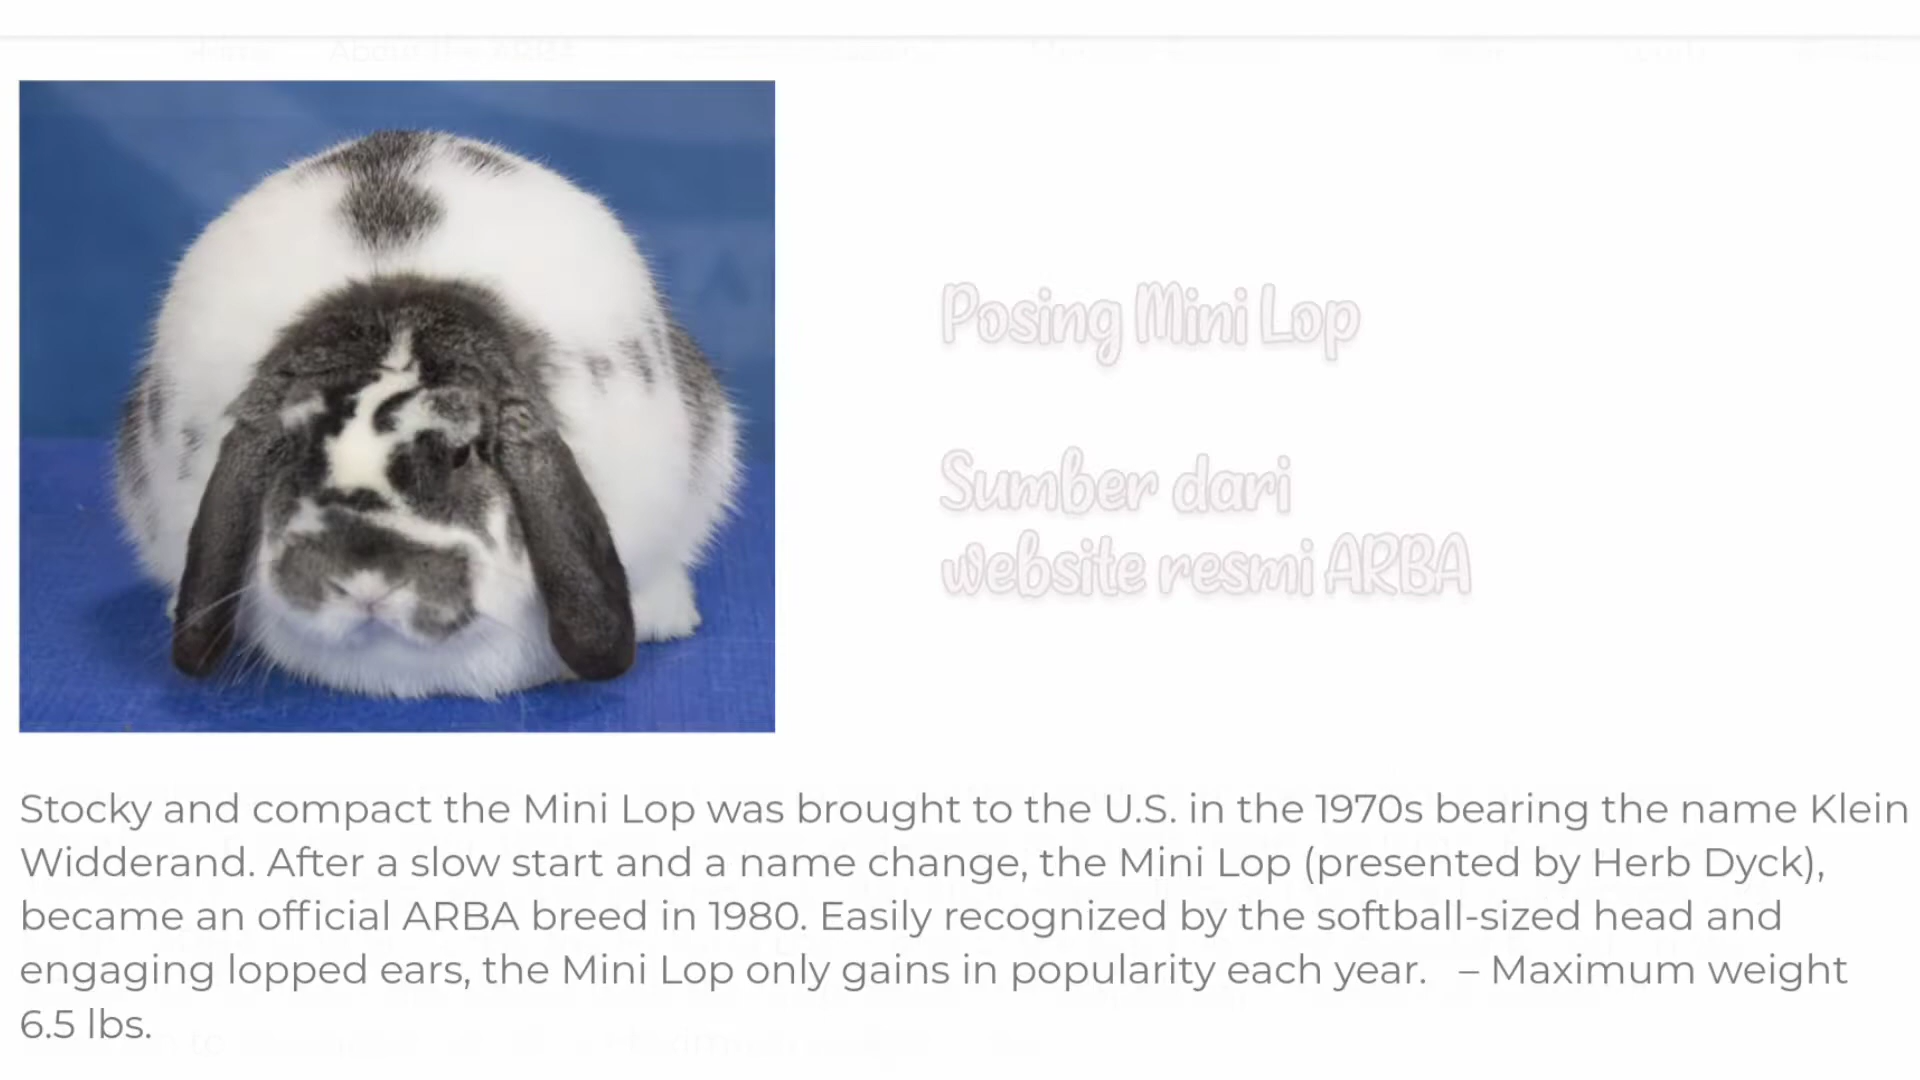 Posing Mini Lop
Sumber dari
website resmi ARBA
Stocky and compact the Mini Lop was brought to the U.S. in the 1970s bearing the name Klein
Widderand. After a slow start and a name change, the Mini Lop (presented by Herb Dyck),
became an official ARBA breed in 1980. Easily recognized by the softball-sized head and
engaging lopped ears, the Mini Lop only gains in popularity each year.   – Maximum weight
6.5 lbs.